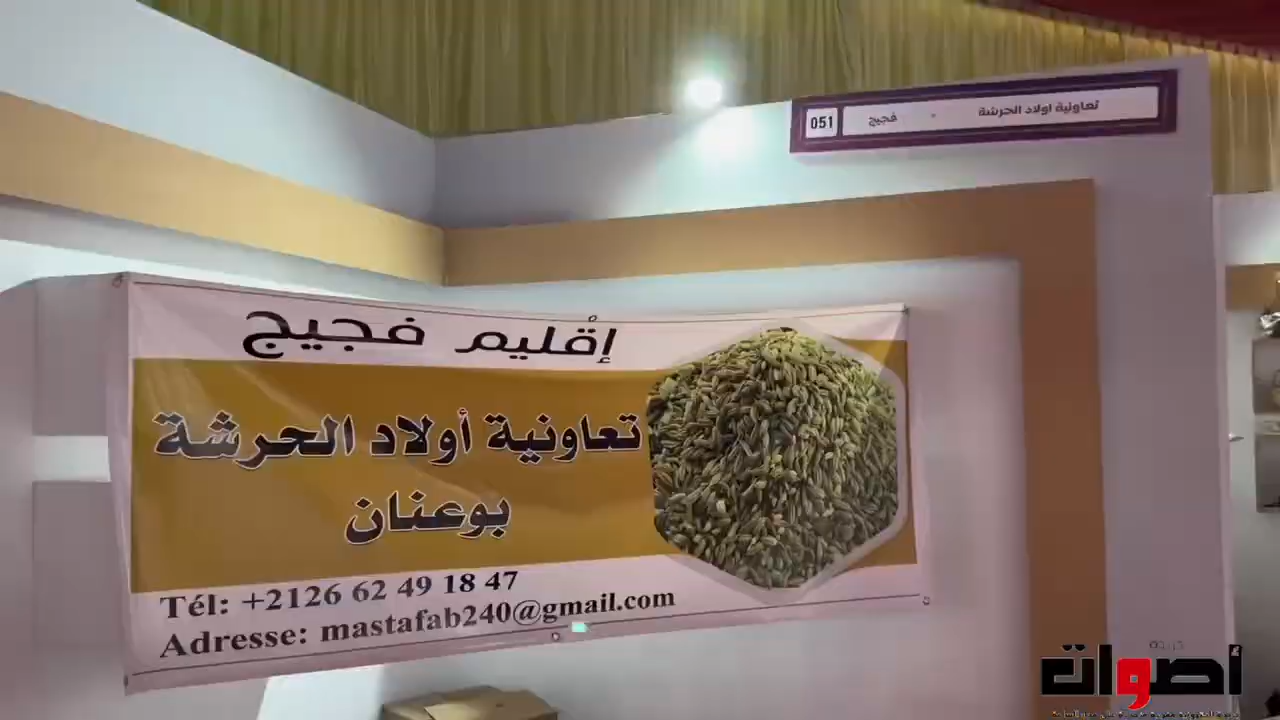 تعاونية اولاد الحرشة - فجيج 051
إقليم فجيج
تعاونية أولاد الحرشة
بوعنان
Tél: +2126 62 49 18 47
Adresse: mastafab240@gmail.com
أصوات